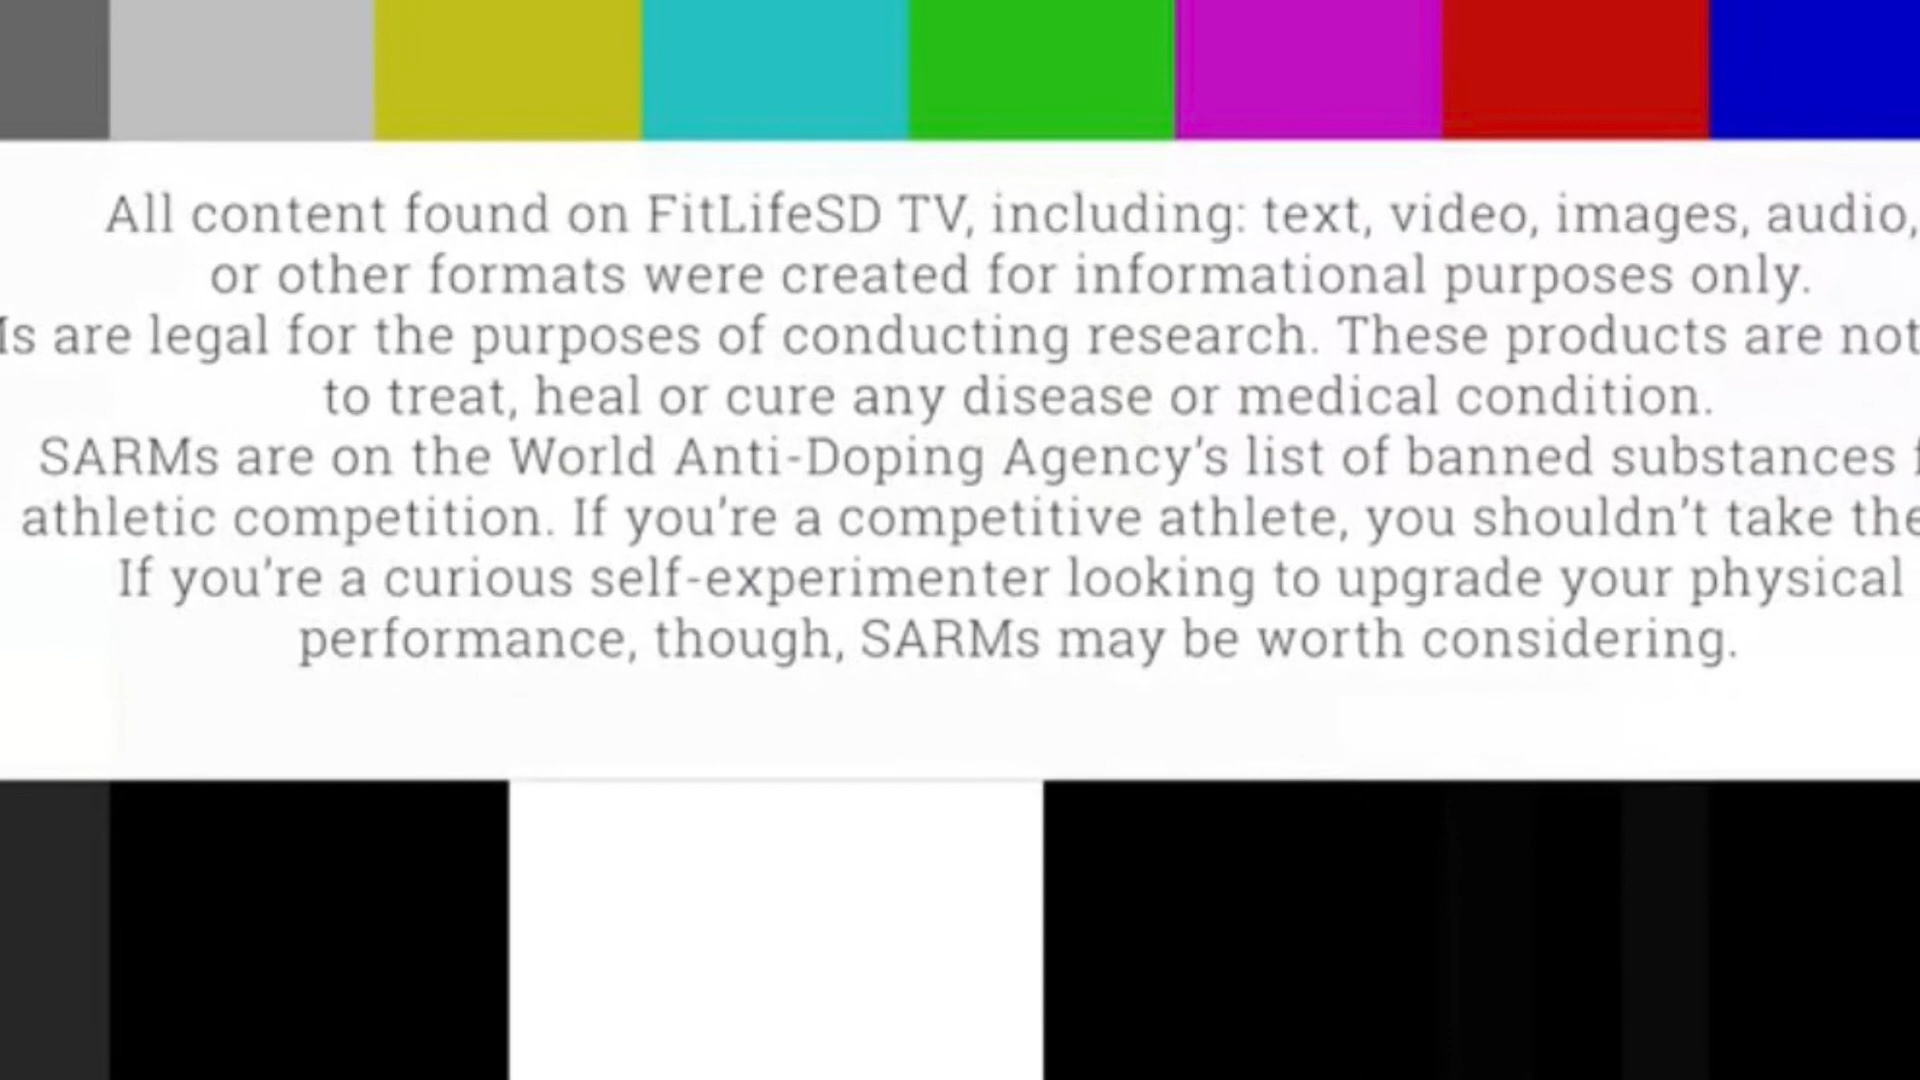 All content found on FitLifeSD TV, including: text, video, images, audio,
or other formats were created for informational purposes only.
are legal for the purposes of conducting research. These products are not
to treat, heal or cure any disease or medical condition.
SARMs are on the World Anti-Doping Agency's list of banned substances
athletic competition. If you're a competitive athlete, you shouldn't take
If you're a curious self-experimenter looking to upgrade your physical
performance, though, SARMs may be worth considering.